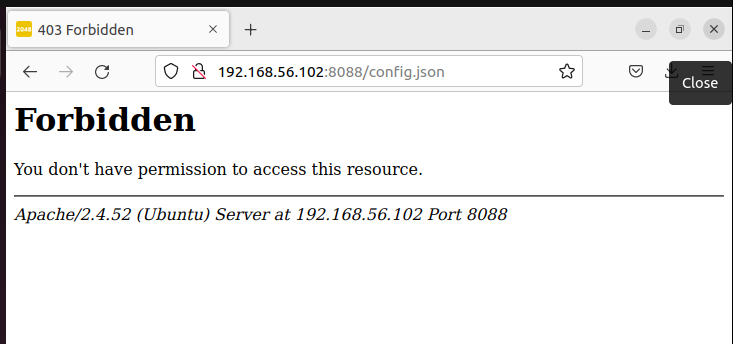 2048
403 Forbidden
192.168.56.102:8088/config.json
Close
Forbidden
You don't have permission to access this resource.
Apache/2.4.52 (Ubuntu) Server at 192.168.56.102 Port 8088